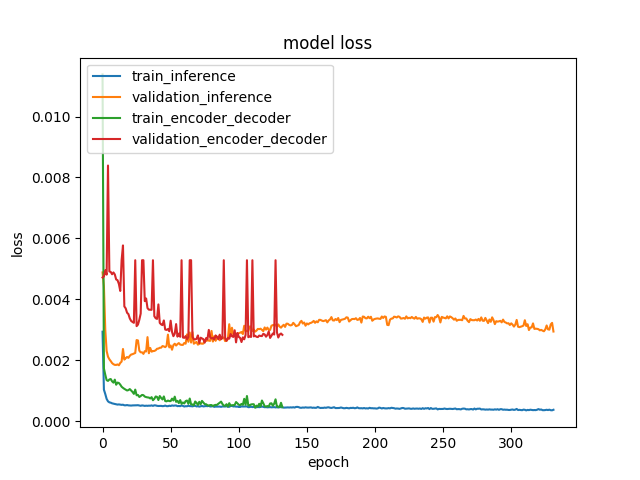 model loss
train_inference
validation_inference
train_encoder_decoder
validation_encoder_decoder
loss
0.010
0.008
0.006
0.004
0.002
0.000
0 50 100 150 200 250 300
epoch